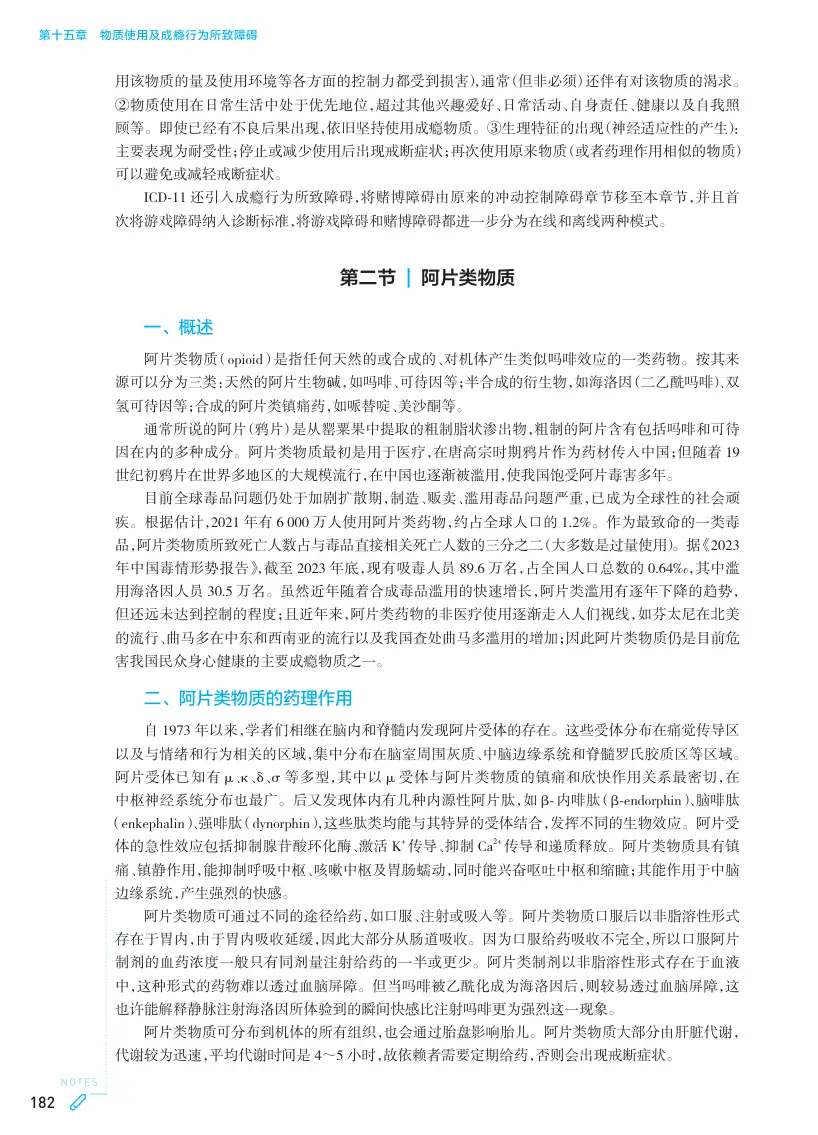 第十五章 物质使用及成瘾行为所致障碍
用该物质的量及使用环境等各方面的控制力都受到损害),通常(但非必须)还伴有对该物质的渴求。
②物质使用在日常生活中处于优先地位,超过其他兴趣爱好、日常活动、自身责任、健康以及自我照
顾等。即使已经有不良后果出现,依旧坚持使用成瘾物质。③生理特征的出现(神经适应性的产生):
主要表现为耐受性;停止或减少使用后出现戒断症状;再次使用原来物质(或者药理作用相似的物质)
可以避免或减轻戒断症状。
ICD-11 还引入成瘾行为所致障碍,将赌博障碍由原来的冲动控制障碍章节移至本章节,并且首
次将游戏障碍纳入诊断标准,将游戏障碍和赌博障碍都进一步分为在线和离线两种模式。
第二节 | 阿片类物质
一、概述
阿片类物质(opioid)是指任何天然的或合成的、对机体产生类似吗啡效应的一类药物。按其来
源可以分为三类:天然的阿片生物碱,如吗啡、可待因等;半合成的衍生物,如海洛因(二乙酰吗啡)、双
氢可待因等;合成的阿片类镇痛药,如哌替啶、美沙酮等。
通常所说的阿片(鸦片)是从罂粟果中提取的粗制脂状渗出物,粗制的阿片含有包括吗啡和可待
因在内的多种成分。阿片类物质最初是用于医疗,在唐高宗时期鸦片作为药材传入中国;但随着 19
世纪初鸦片在世界多地区的大规模流行,在中国也逐渐被滥用,使我国饱受阿片毒害多年。
目前全球毒品问题仍处于加剧扩散期,制造、贩卖、滥用毒品问题严重,已成为全球性的社会顽
疾。根据估计,2021 年有 6 000 万人使用阿片类药物,约占全球人口的 1.2%。作为最致命的一类毒
品,阿片类物质所致死亡人数占与毒品直接相关死亡人数的三分之二(大多数是过量使用)。据《2023
年中国毒情形势报告》,截至 2023 年底,现有吸毒人员 89.6 万名,占全国人口总数的 0.64‰,其中滥
用海洛因人员 30.5 万名。虽然近年随着合成毒品滥用的快速增长,阿片类滥用有逐年下降的趋势,
但还远未达到控制的程度;且近年来,阿片类药物的非医疗使用逐渐走入人们视线,如芬太尼在北美
的流行、曲马多在中东和西南亚的流行以及我国查处曲马多滥用的增加;因此阿片类物质仍是目前危
害我国民众身心健康的主要成瘾物质之一。
二、阿片类物质的药理作用
自 1973 年以来,学者们相继在脑内和脊髓内发现阿片受体的存在。这些受体分布在痛觉传导区
以及与情绪和行为相关的区域,集中分布在脑室周围灰质、中脑边缘系统和脊髓罗氏胶质区等区域。
阿片受体已知有 μ、κ、δ、σ 等多型,其中以 μ 受体与阿片类物质的镇痛和欣快作用关系最密切,在
中枢神经系统分布也最广。后又发现体内有几种内源性阿片肽,如 β- 内啡肽(β-endorphin)、脑啡肽
(enkephalin)、强啡肽(dynorphin),这些肽类均能与其特异的受体结合,发挥不同的生物效应。阿片受
体的急性效应包括抑制腺苷酸环化酶、激活 K⁺ 传导、抑制 Ca²⁺ 传导和递质释放。阿片类物质具有镇
痛、镇静作用,能抑制呼吸中枢、咳嗽中枢及胃肠蠕动,同时能兴奋呕吐中枢和缩瞳;其能作用于中脑
边缘系统,产生强烈的快感。
阿片类物质可通过不同的途径给药,如口服、注射或吸入等。阿片类物质口服后以非脂溶性形式
存在于胃内,由于胃内吸收延缓,因此大部分从肠道吸收。因为口服给药吸收不完全,所以口服阿片
制剂的血药浓度一般只有同剂量注射给药的一半或更少。阿片类制剂以非脂溶性形式存在于血液
中,这种形式的药物难以透过血脑屏障。但当吗啡被乙酰化成为海洛因后,则较易透过血脑屏障,这
也许能解释静脉注射海洛因所体验到的瞬间快感比注射吗啡更为强烈这一现象。
阿片类物质可分布到机体的所有组织,也会通过胎盘影响胎儿。阿片类物质大部分由肝脏代谢,
代谢较为迅速,平均代谢时间是 4～5 小时,故依赖者需要定期给药,否则会出现戒断症状。
NOTES
182